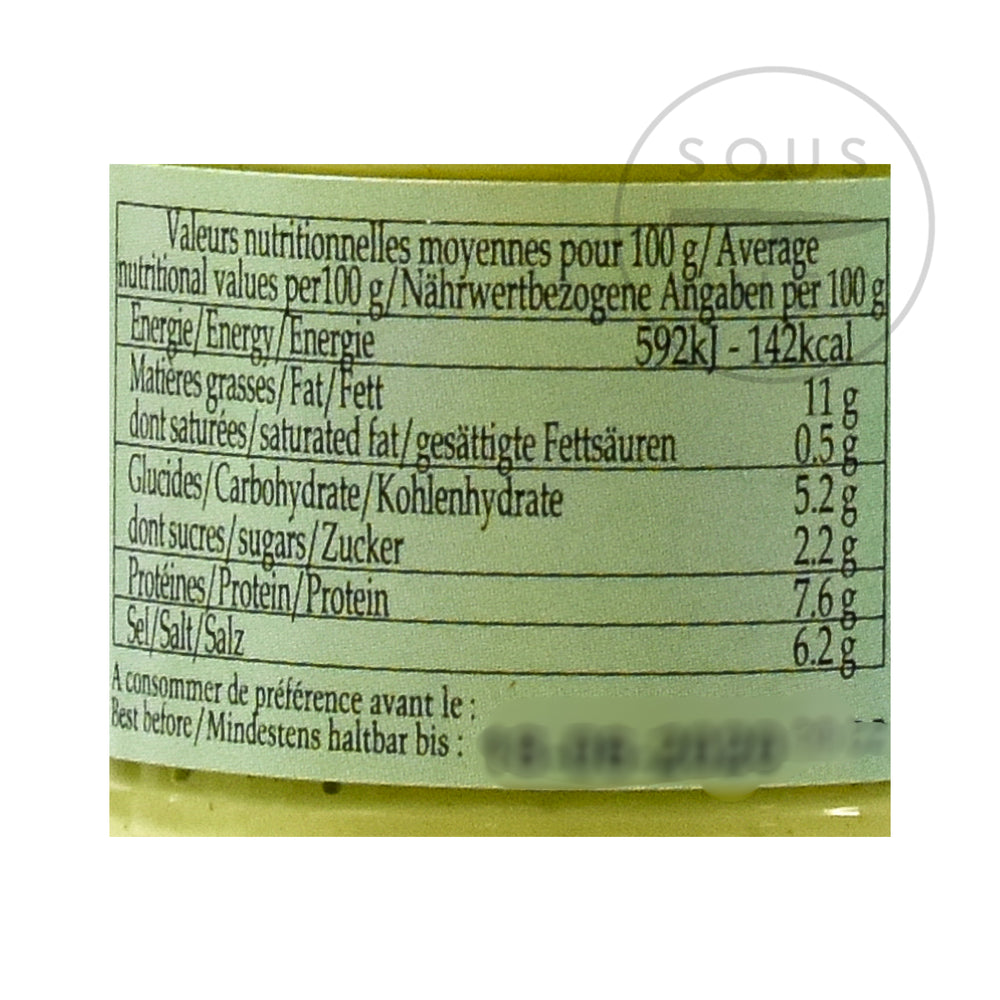 SOUS
Valeurs nutritionnelles moyennes pour 100 g/Average
nutritional values per100 g/Nährwertbezogene Angaben per 100 g
Energie/Energy/Energie 592kJ - 142kcal
Matières grasses/Fat/Fett 11 g
dont saturées/saturated fat/gesättigte Fettsäuren 0.5 g
Glucides/Carbohydrate/Kohlenhydrate 5.2 g
dont sucres/sugars/Zucker 2.2 g
Protéines/Protein/Protein 7.6 g
Sel/Salt/Salz 6.2 g
A consommer de préférence avant le :
Best before/Mindestens haltbar bis :